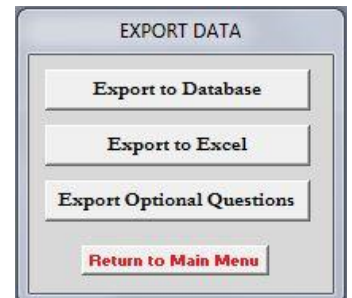 EXPORT DATA
Export to Database
Export to Excel
Export Optional Questions
Return to Main Menu